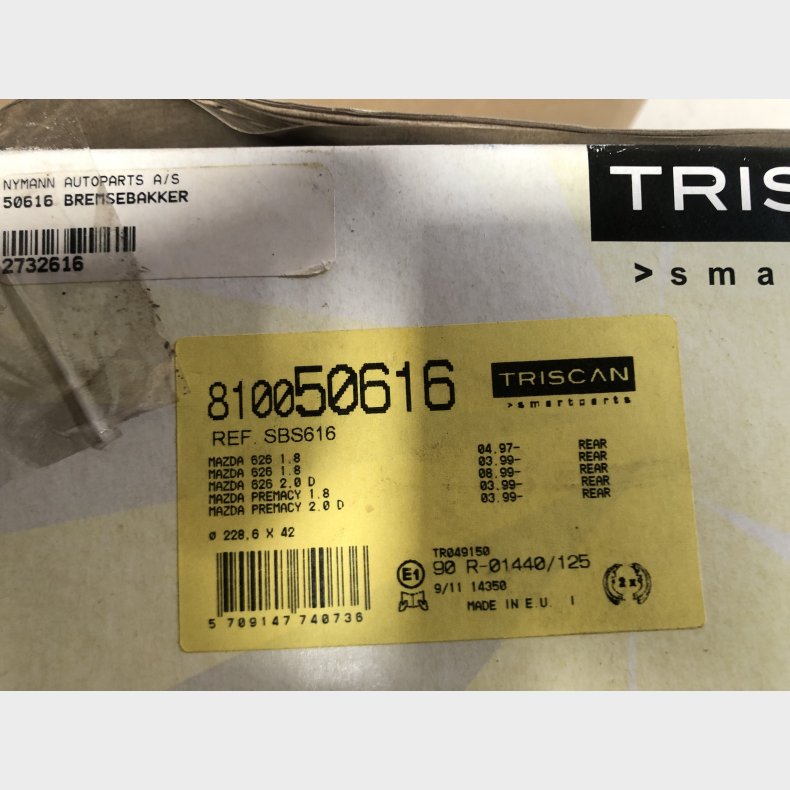 NYMANN AUTOPARTS A/S
50616 BREMSEBAKKER
2732616
TRIS
>sma
810050616
TRISCAN
>smartparts
REF. SBS616
MAZDA 626 1.8 04.97- REAR
MAZDA 626 1.8 03.99- REAR
MAZDA 626 2.0 D 08.99- REAR
MAZDA PREMACY 1.8 03.99- REAR
MAZDA PREMACY 2.0 D 03.99- REAR
Ø 228,6 X 42
TR049150
E1 90 R-01440/125
9/11 14350
MADE IN E.U. I
2x
5 709147 740736